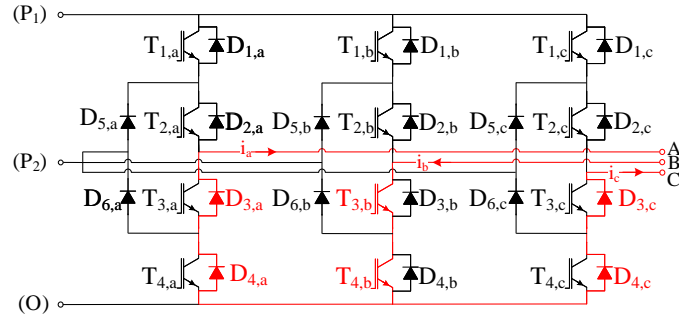 (P1)
T1,a D1,a T1,b D1,b T1,c D1,c
D5,a T2,a D2,a D5,b T2,b D2,b D5,c T2,c D2,c
ia A
(P2) ib B
ic C
D6,a T3,a D3,a D6,b T3,b D3,b D6,c T3,c D3,c
T4,a D4,a T4,b D4,b T4,c D4,c
(O)